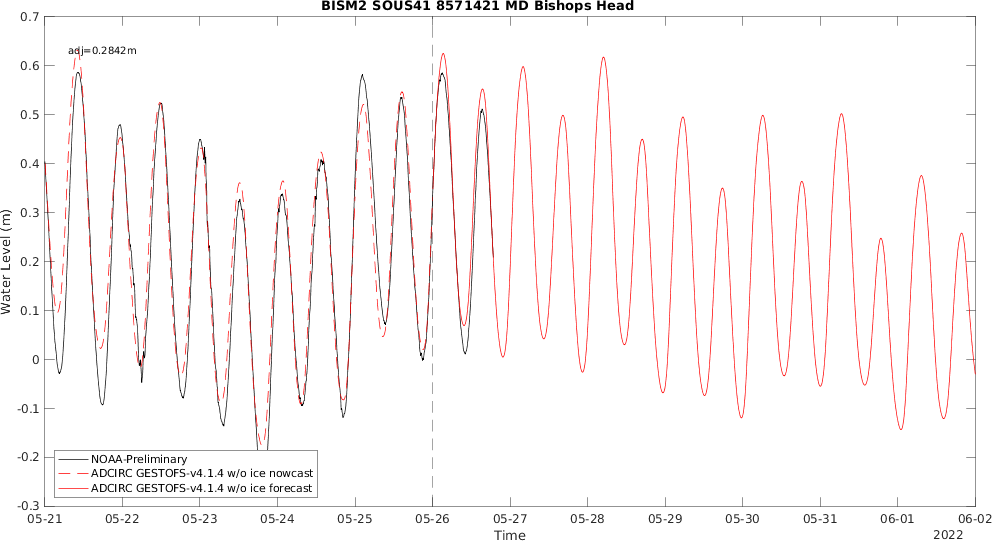 BISM2 SOUS41 8571421 MD Bishops Head
adj=0.2842m
0.7
0.6
0.5
0.4
0.3
0.2
0.1
0
-0.1
-0.2
-0.3
Water Level (m)
NOAA-Preliminary
ADCIRC GESTOFS-v4.1.4 w/o ice nowcast
ADCIRC GESTOFS-v4.1.4 w/o ice forecast
05-21 05-22 05-23 05-24 05-25 05-26 05-27 05-28 05-29 05-30 05-31 06-01 06-02
Time
2022